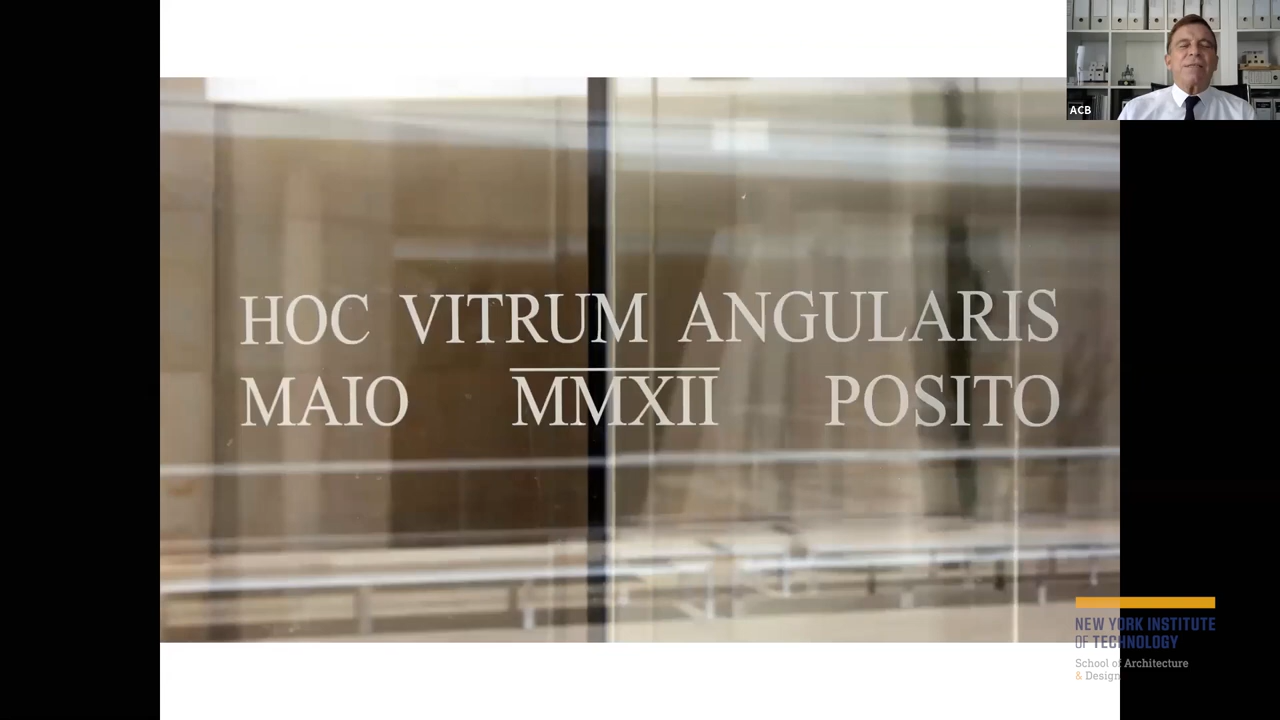 ACB
HOC VITRUM ANGULARIS
MAIO MMXII POSITO
NEW YORK INSTITUTE
OF TECHNOLOGY
School of Architecture
& Design